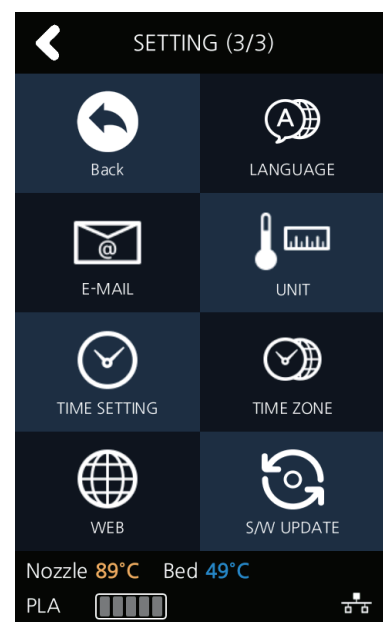 SETTING (3/3)
Back
LANGUAGE
E-MAIL
UNIT
TIME SETTING
TIME ZONE
WEB
S/W UPDATE
Nozzle 89°C Bed 49°C
PLA